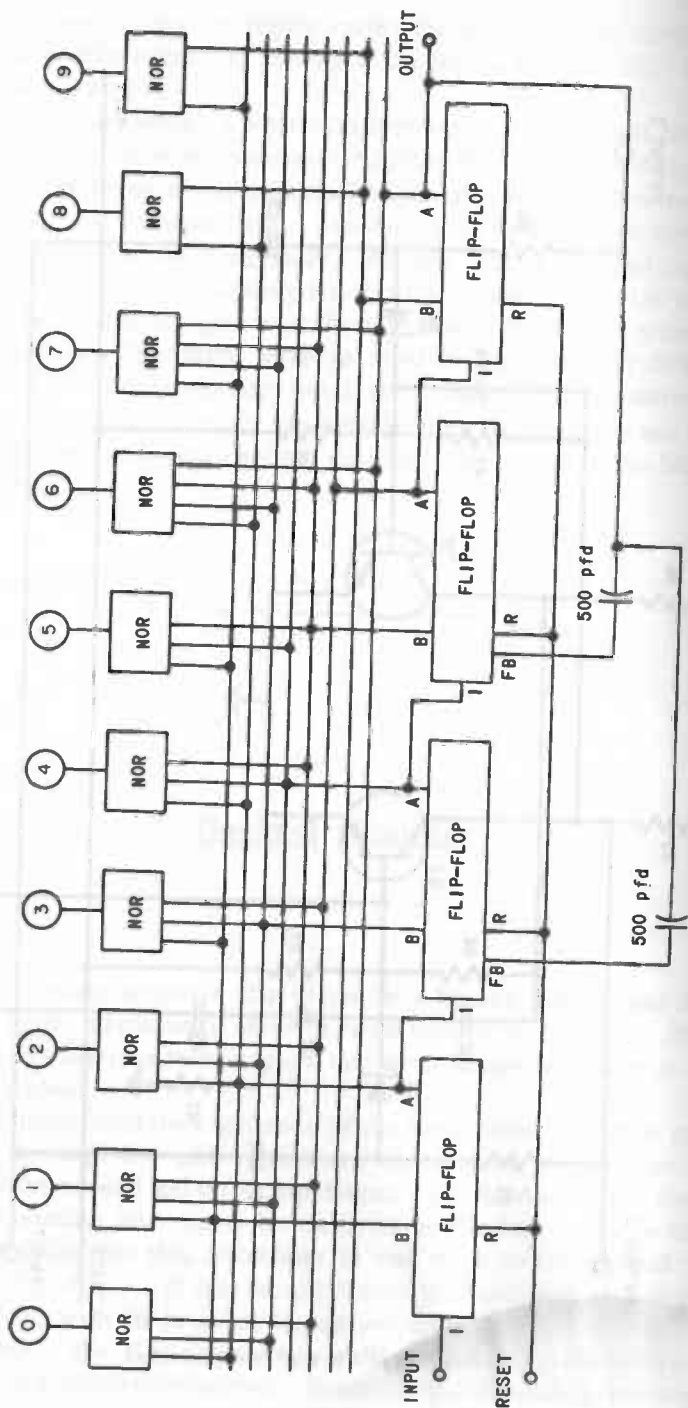 0
1
2
3
4
5
6
7
8
9
NOR
NOR
NOR
NOR
NOR
NOR
NOR
NOR
NOR
NOR
B
A
B
A
B
A
B
A
OUTPUT
FLIP-FLOP
FLIP-FLOP
FLIP-FLOP
FLIP-FLOP
INPUT
I
I
I
I
RESET
R
FB
R
FB
R
R
500 pfd
500 pfd